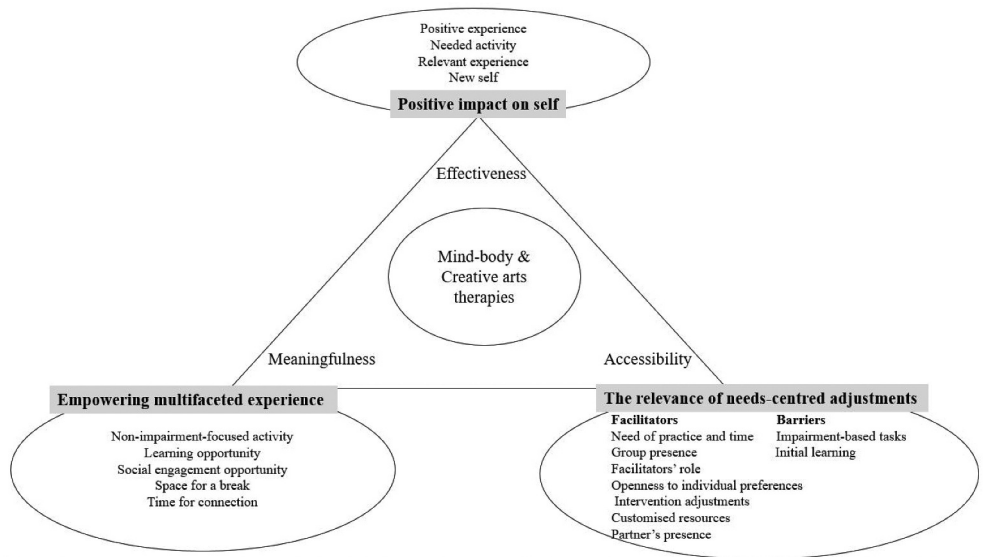 Positive experience
Needed activity
Relevant experience
New self
Positive impact on self
Effectiveness
Mind-body &
Creative arts
therapies
Meaningfulness
Accessibility
Empowering multifaceted experience
Non-impairment-focused activity
Learning opportunity
Social engagement opportunity
Space for a break
Time for connection
The relevance of needs-centred adjustments
Facilitators
Need of practice and time
Group presence
Facilitators' role
Openness to individual preferences
Intervention adjustments
Customised resources
Partner's presence
Barriers
Impairment-based tasks
Initial learning